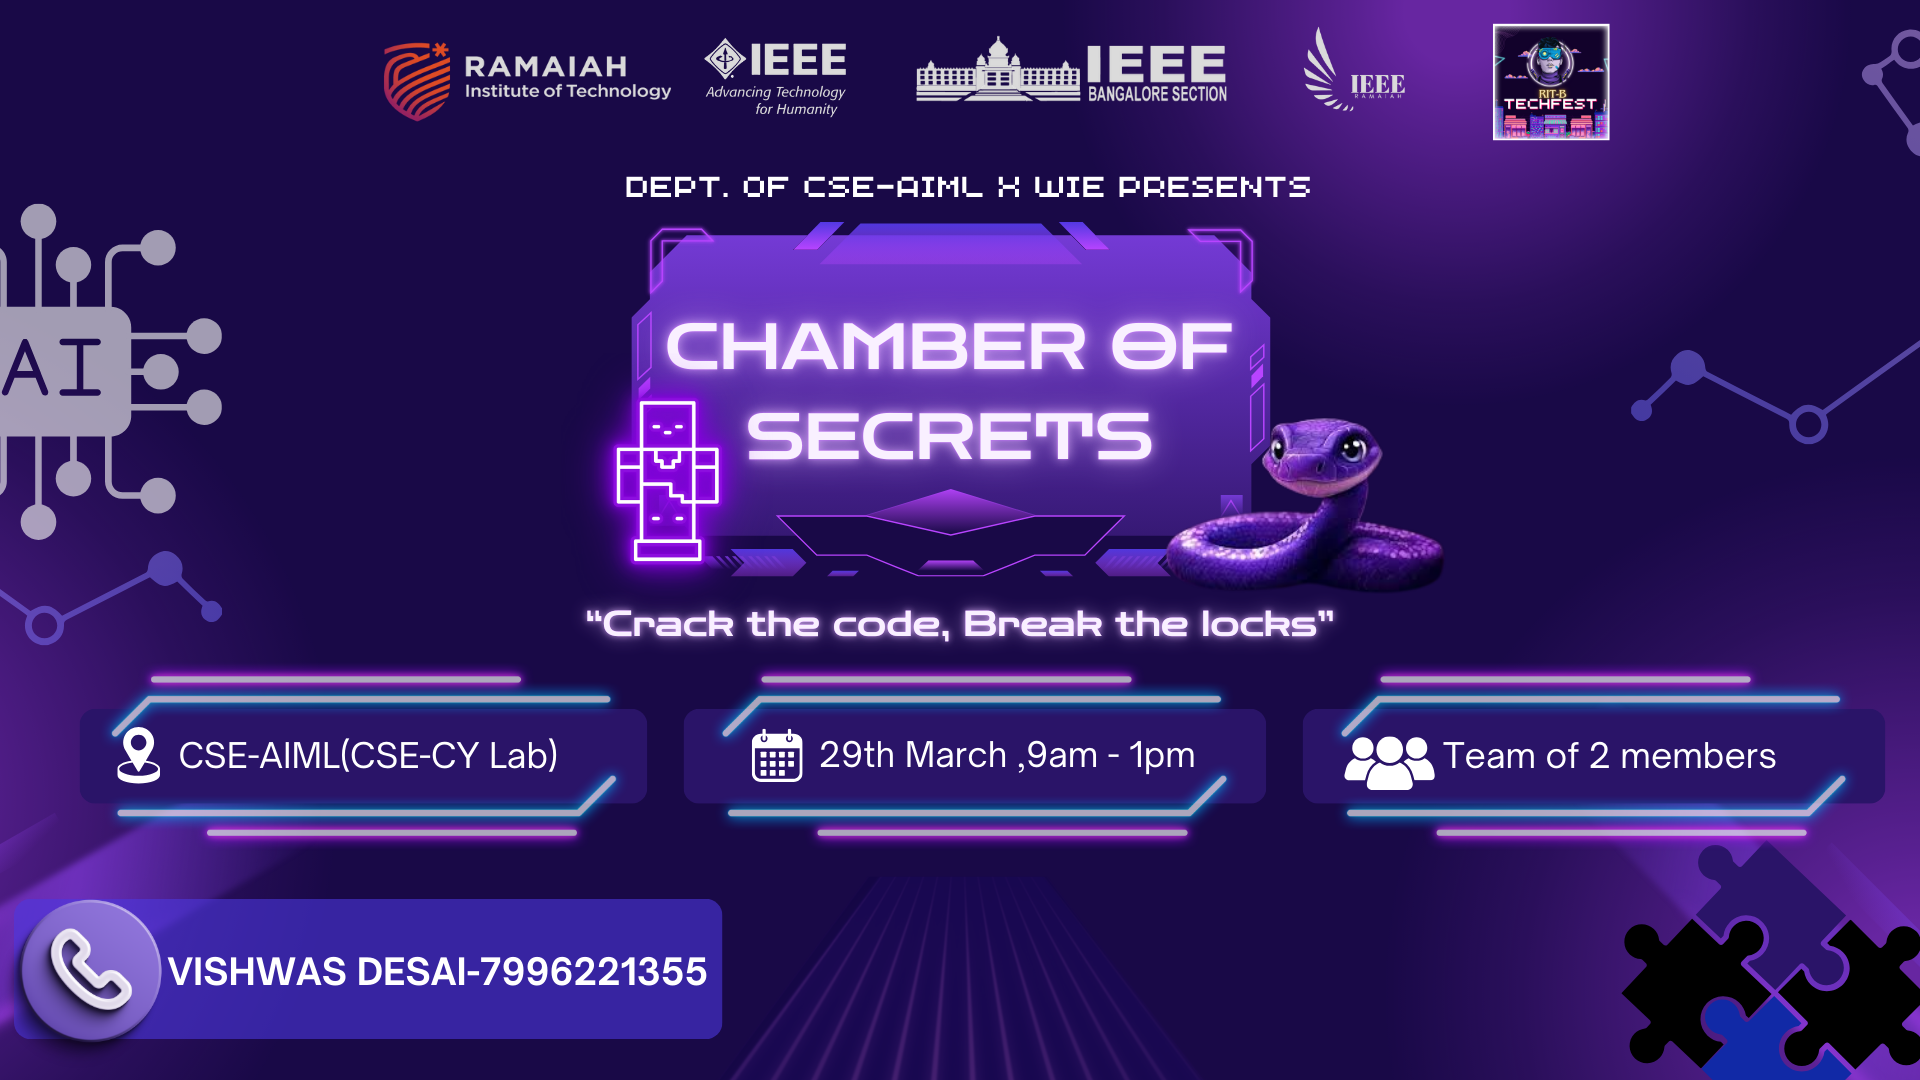 RAMAIAH
Institute of Technology
IEEE
Advancing Technology
for Humanity
IEEE
BANGALORE SECTION
IEEE
RAMAIAH
RIT-B
TECHFEST
DEPT. OF CSE-AIML X WIE PRESENTS
CHAMBER OF
SECRETS
AI
“Crack the code, Break the locks”
CSE-AIML(CSE-CY Lab)
29th March ,9am - 1pm
Team of 2 members
VISHWAS DESAI-7996221355